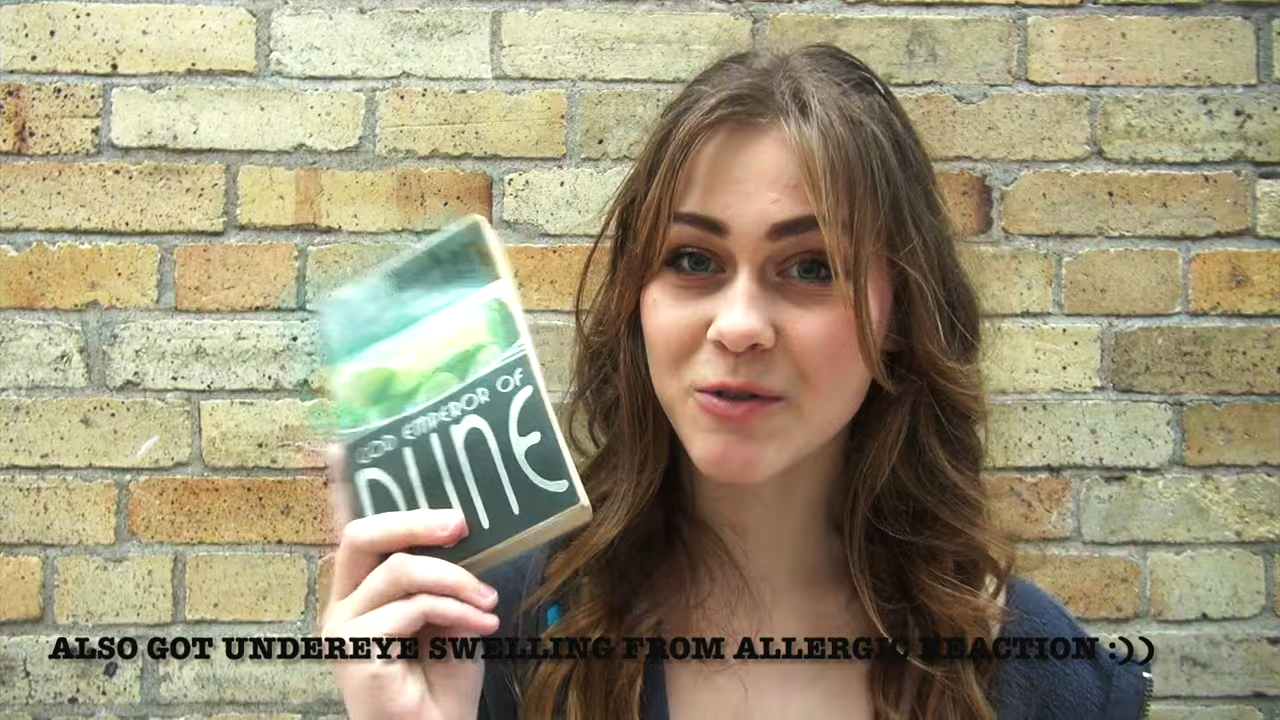 GOD EMPEROR OF
DUNE
ALSO GOT UNDEREYE SWELLING FROM ALLERGIC REACTION :))